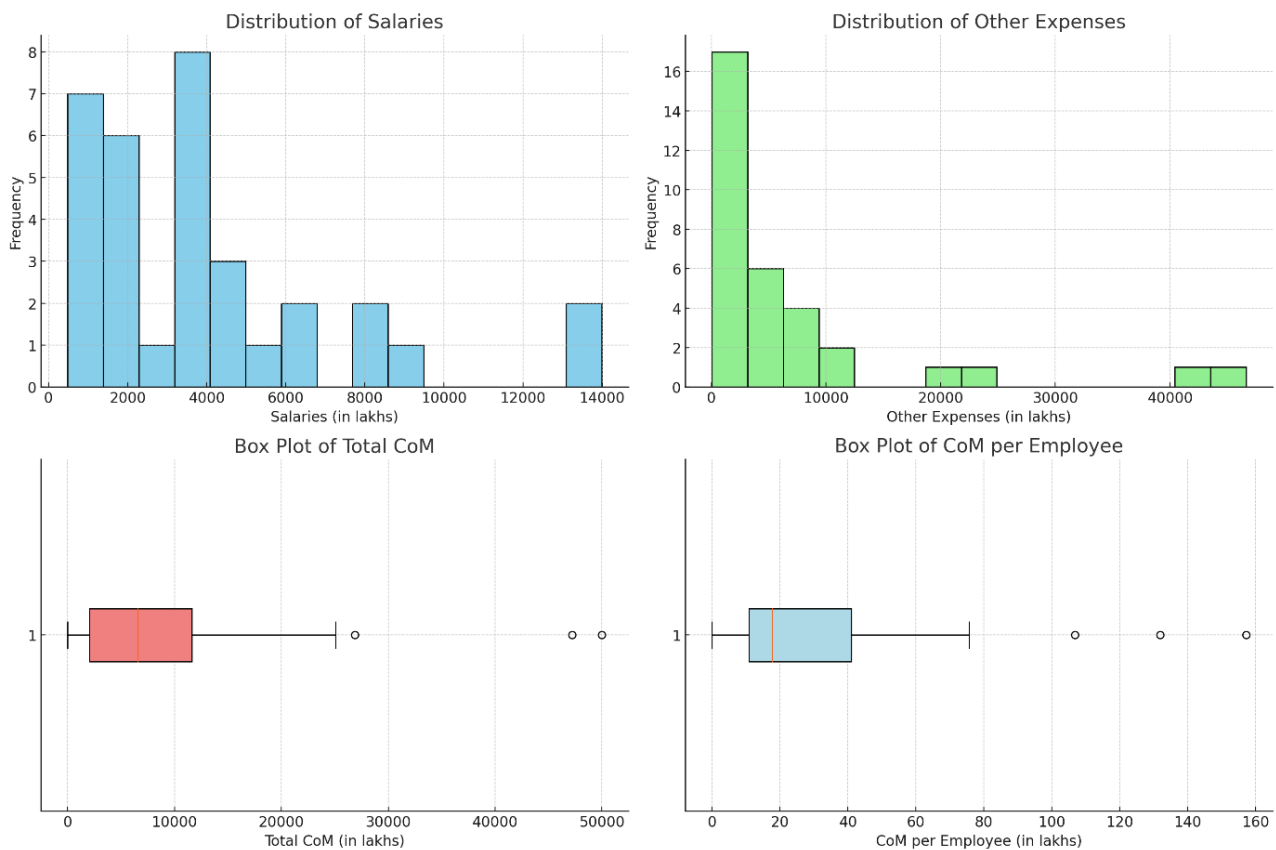 Distribution of Salaries
8
7
6
5
4
3
2
1
0
Frequency
0 2000 4000 6000 8000 10000 12000 14000
Salaries (in lakhs)
Distribution of Other Expenses
16
14
12
10
8
6
4
2
0
Frequency
0 10000 20000 30000 40000
Other Expenses (in lakhs)
Box Plot of Total CoM
1
0 10000 20000 30000 40000 50000
Total CoM (in lakhs)
Box Plot of CoM per Employee
1
0 20 40 60 80 100 120 140 160
CoM per Employee (in lakhs)